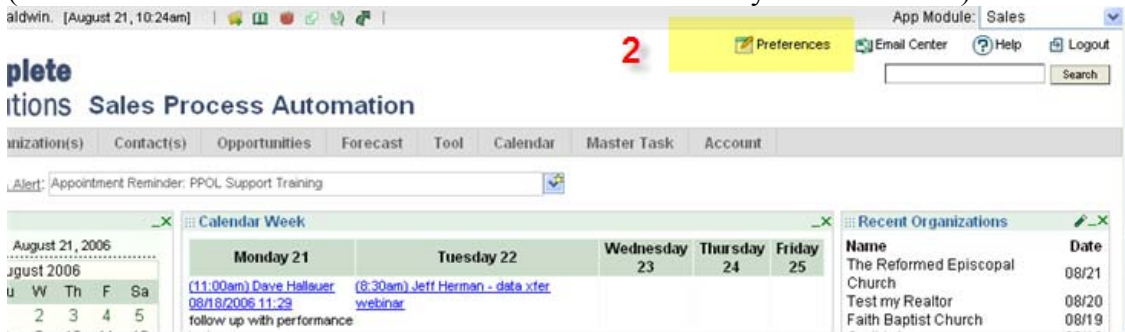 aldwin. [August 21, 10:24am] App Module: Sales
2 Preferences Email Center Help Logout
Search
plete
utions Sales Process Automation
anization(s) Contact(s) Opportunities Forecast Tool Calendar Master Task Account
Alert: Appointment Reminder: PPOL Support Training
Calendar Week
Recent Organizations
August 21, 2006
ugust 2006
u W Th F Sa
2 3 4 5
Monday 21 Tuesday 22 Wednesday 23 Thursday 24 Friday 25
(11:00am) Dave Hallauer (8:30am) Jeff Herman - data xfer
08/18/2006 11:29 webinar
follow up with performance
Name Date
The Reformed Episcopal Church 08/21
Test my Realtor 08/20
Faith Baptist Church 08/19